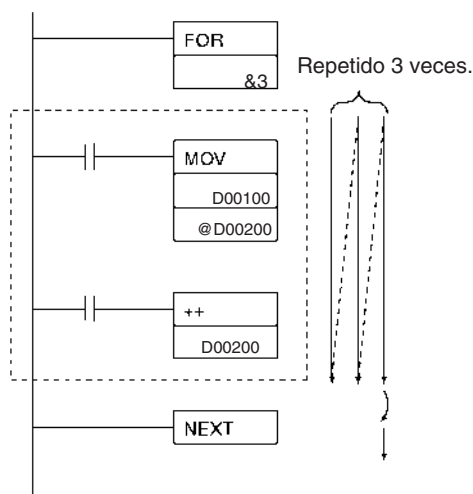 FOR
&3
Repetido 3 veces.
MOV
D00100
@D00200
++
D00200
NEXT